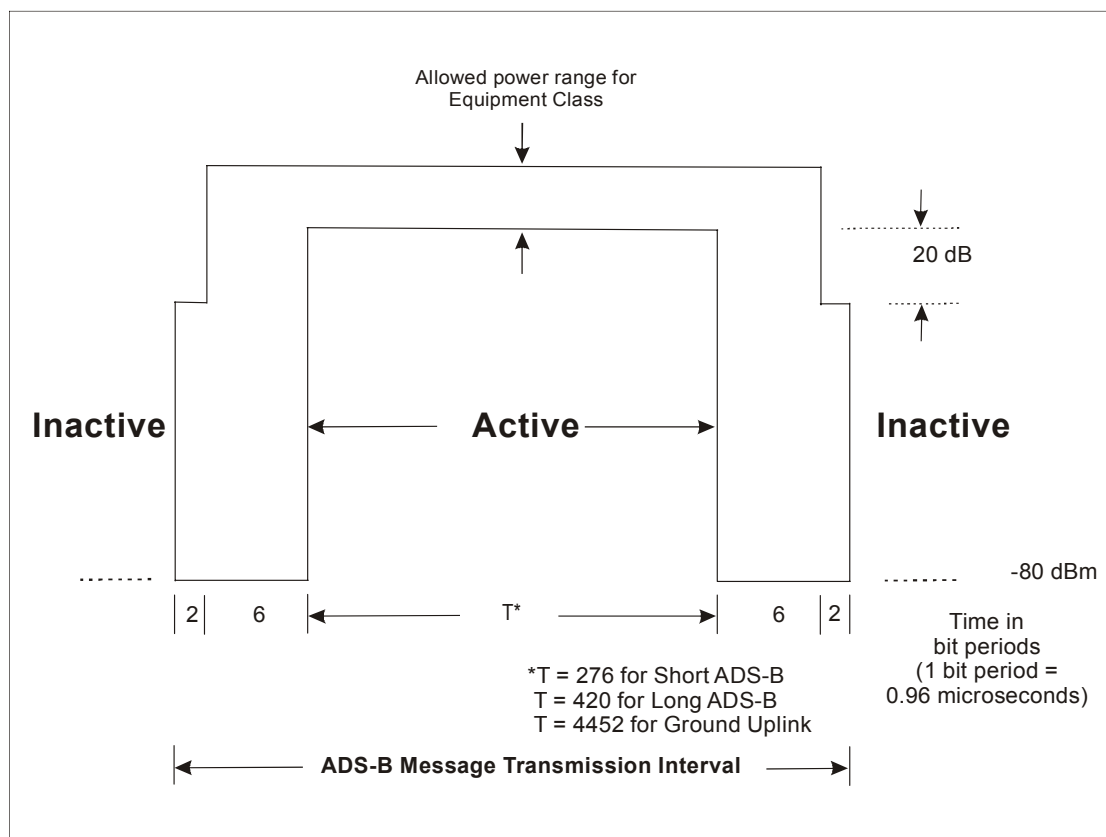 Allowed power range for
Equipment Class
20 dB
Inactive
Active
Inactive
-80 dBm
2
6
T*
6
2
Time in
bit periods
(1 bit period =
0.96 microseconds)
*T = 276 for Short ADS-B
T = 420 for Long ADS-B
T = 4452 for Ground Uplink
ADS-B Message Transmission Interval